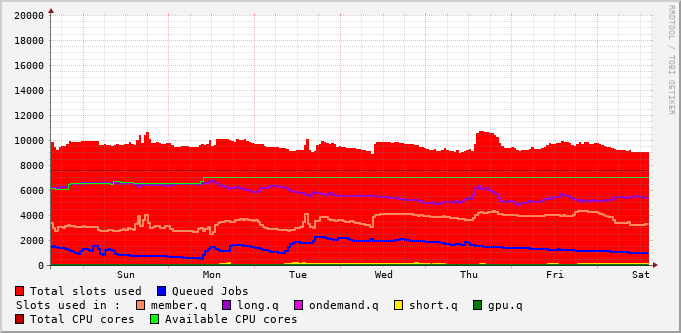 20000
18000
16000
14000
12000
10000
8000
6000
4000
2000
0
Sun Mon Tue Wed Thu Fri Sat
RRDTOOL / TOBI OETIKER
Total slots used Queued Jobs
Slots used in : member.q long.q ondemand.q short.q gpu.q
Total CPU cores Available CPU cores